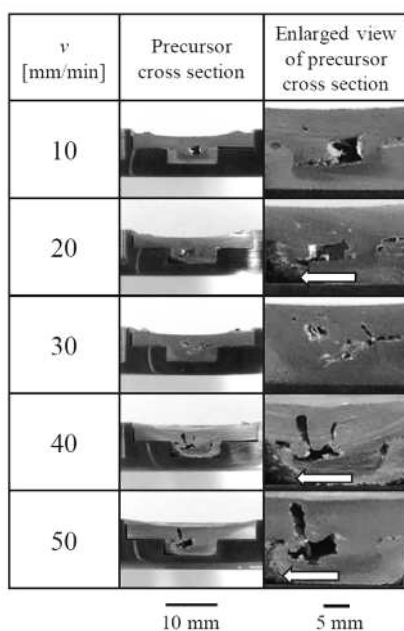 v
[mm/min]
Precursor
cross section
Enlarged view
of precursor
cross section
10
20
30
40
50
10 mm
5 mm